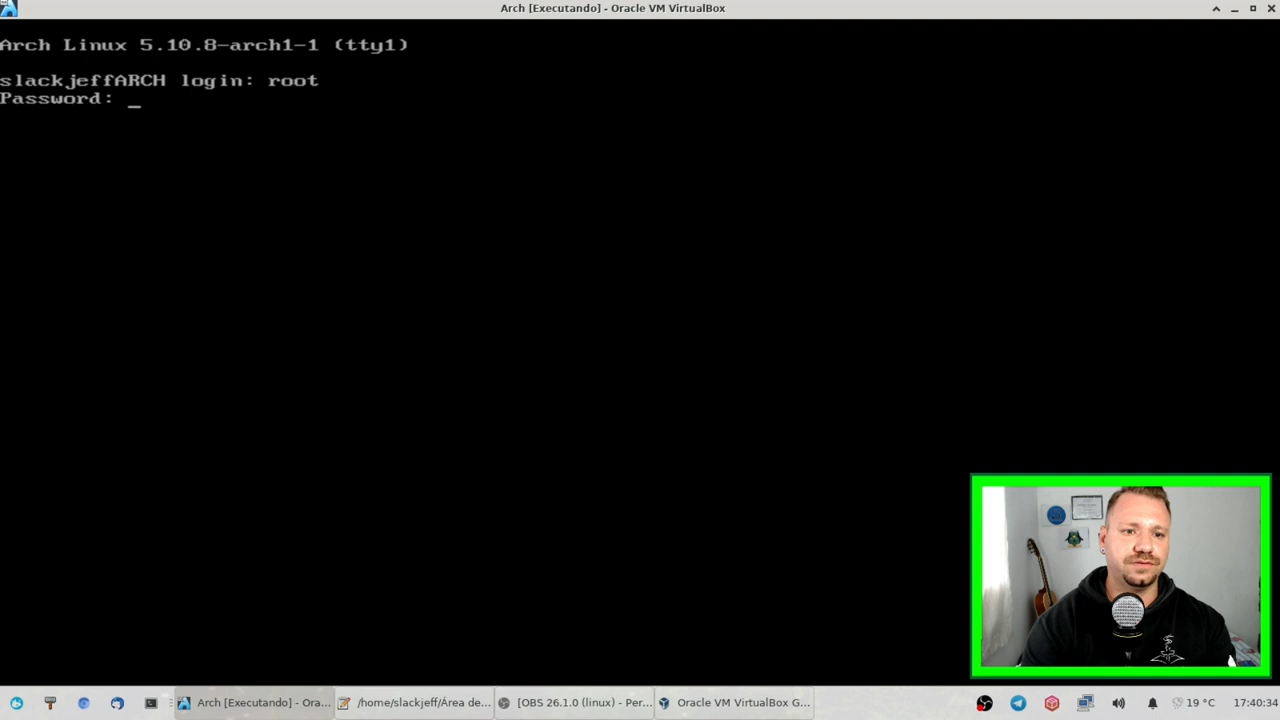 Arch [Executando] - Oracle VM VirtualBox
Arch Linux 5.10.8-arch1-1 (tty1)
slackjeffARCH login: root
Password: _
Arch [Executando] - Ora...
/home/slackjeff/Área de...
[OBS 26.1.0 (linux) - Per...
Oracle VM VirtualBox G...
19 °C
17:40:34